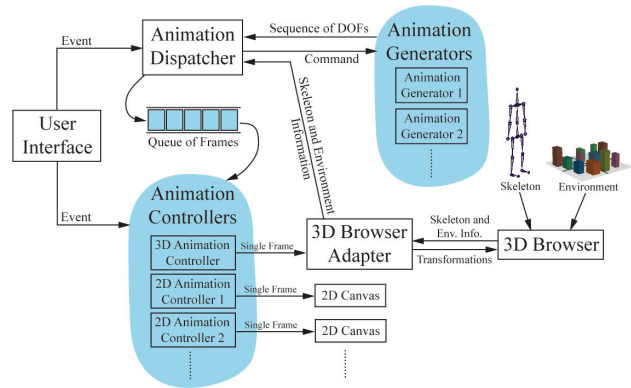 Event
Animation
Dispatcher
Sequence of DOFs
Command
Animation
Generators
Animation
Generator 1
Animation
Generator 2
User
Interface
Queue of Frames
Skeleton and Environment
Information
Skeleton
Environment
Event
Animation
Controllers
3D Animation
Controller
Single Frame
3D Browser
Adapter
Skeleton and
Env. Info.
Transformations
3D Browser
2D Animation
Controller 1
Single Frame
2D Canvas
2D Animation
Controller 2
Single Frame
2D Canvas